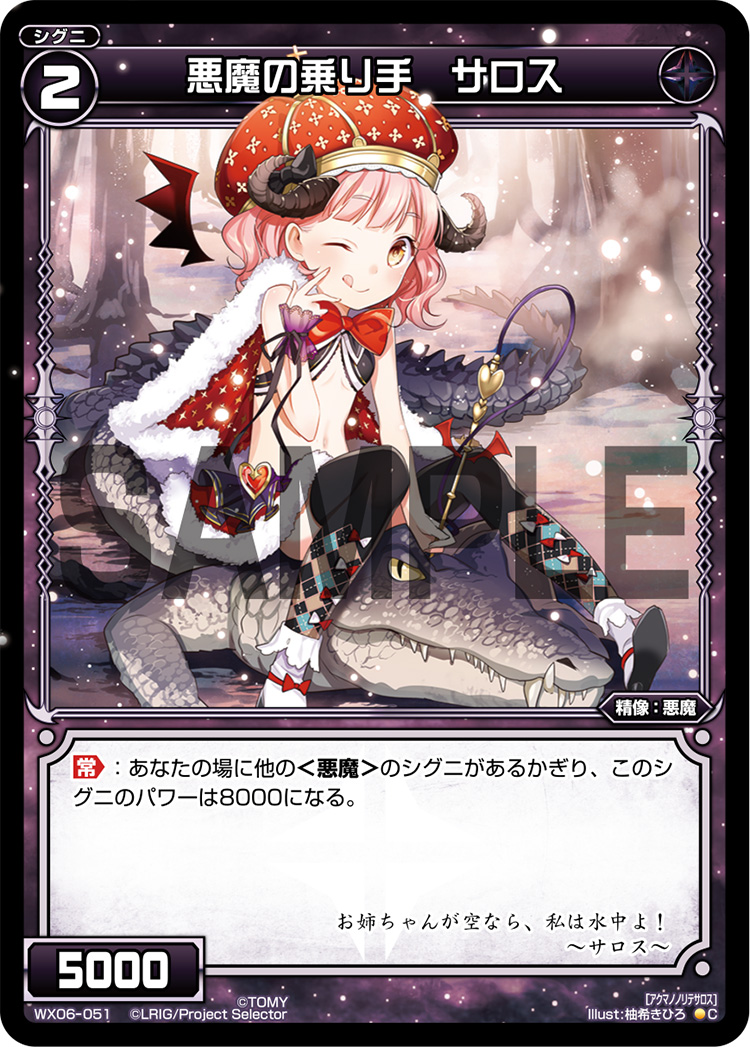 シグニ
2
悪魔の乗り手　サロス
SAMPLE
精像：悪魔
常：あなたの場に他の＜悪魔＞のシグニがあるかぎり、このシ
グニのパワーは8000になる。
お姉ちゃんが空なら、私は水中よ！
～サロス～
5000
©TOMY
[アクマノノリテサロス]
WX06-051 ©LRIG/Project Selector
Illust:柚希きひろ C